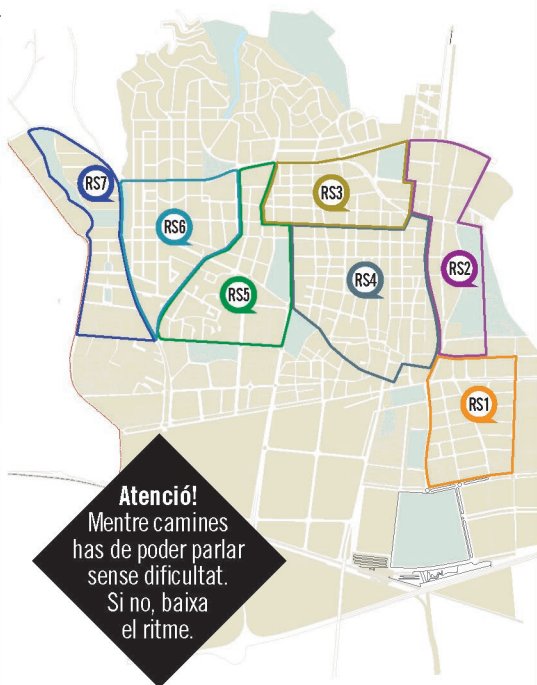 RS7
RS3
RS6
RS2
RS4
RS5
RS1
Atenció!
Mentre camines
has de poder parlar
sense dificultat.
Si no, baixa
el ritme.